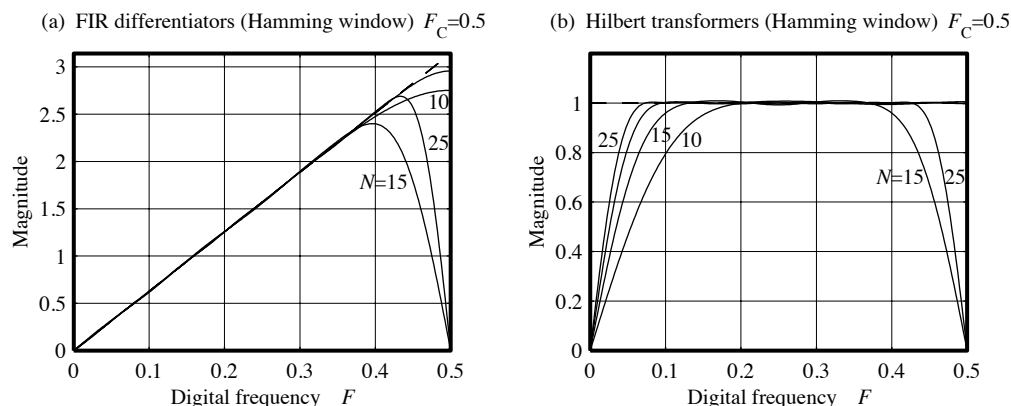 (a) FIR differentiators (Hamming window) F_C=0.5
3
2.5
2
1.5
1
0.5
0
Magnitude
10
25
N=15
0 0.1 0.2 0.3 0.4 0.5
Digital frequency F
(b) Hilbert transformers (Hamming window) F_C=0.5
1
0.8
0.6
0.4
0.2
0
Magnitude
25
15
10
N=15
25
0 0.1 0.2 0.3 0.4 0.5
Digital frequency F